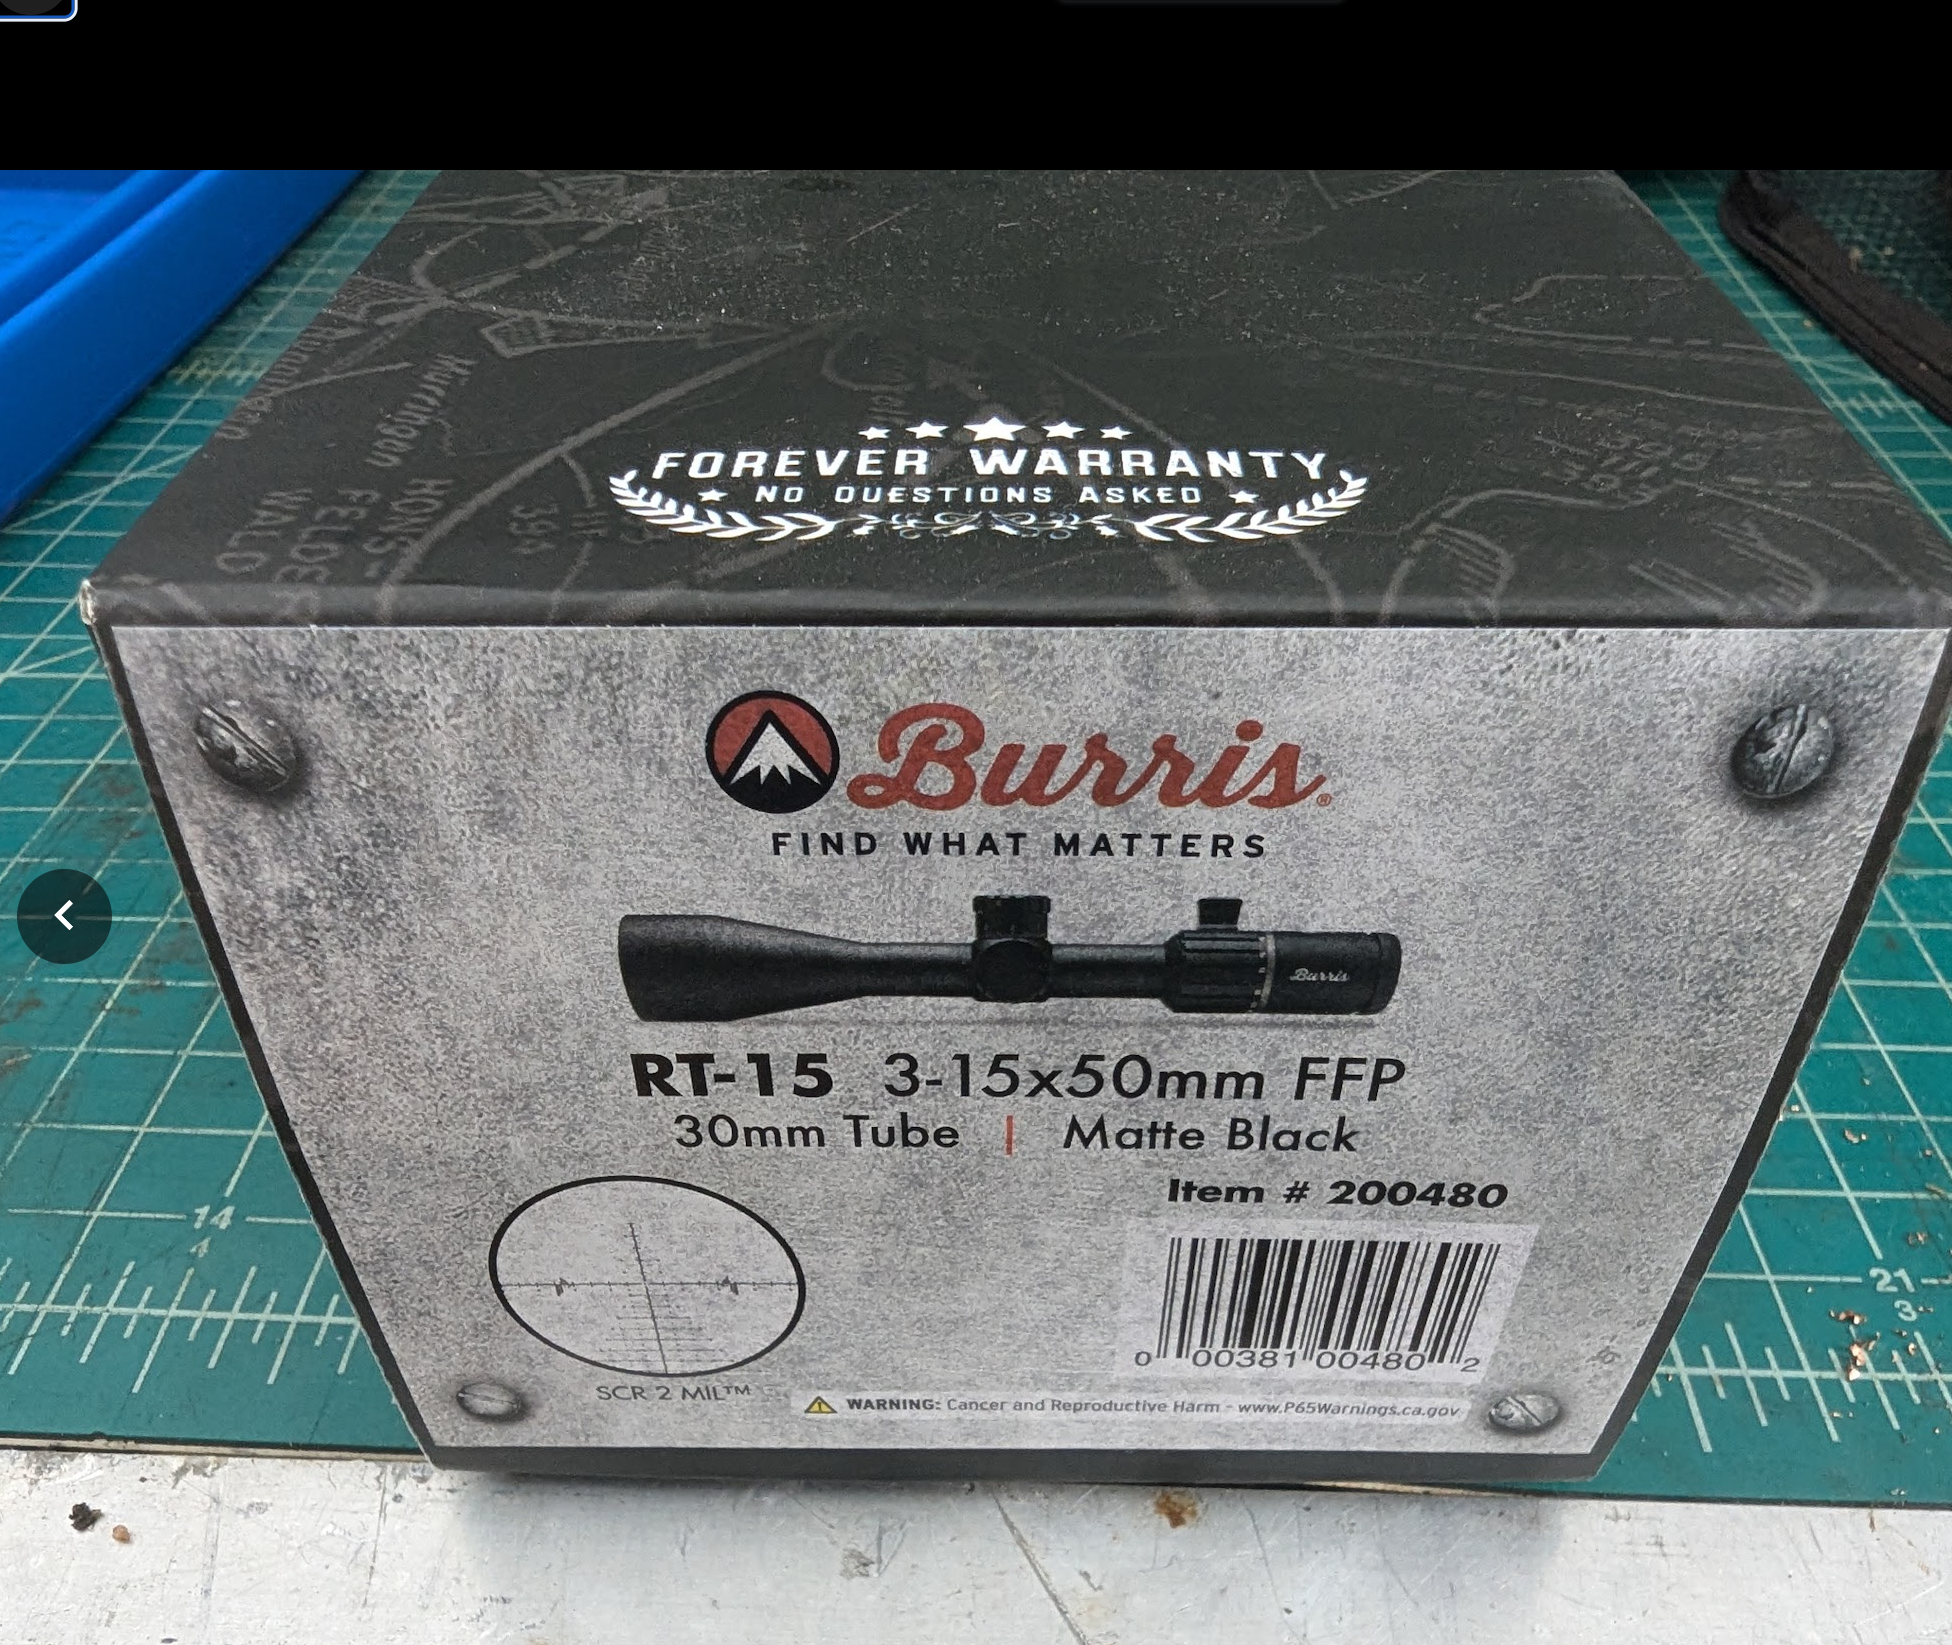 FOREVER WARRANTY
NO QUESTIONS ASKED
Burris®
FIND WHAT MATTERS
Burris
RT-15 3-15x50mm FFP
30mm Tube | Matte Black
Item # 200480
0 00381 00480 2
SCR 2 MIL™
WARNING: Cancer and Reproductive Harm - www.P65Warnings.ca.gov
14
4
21
3